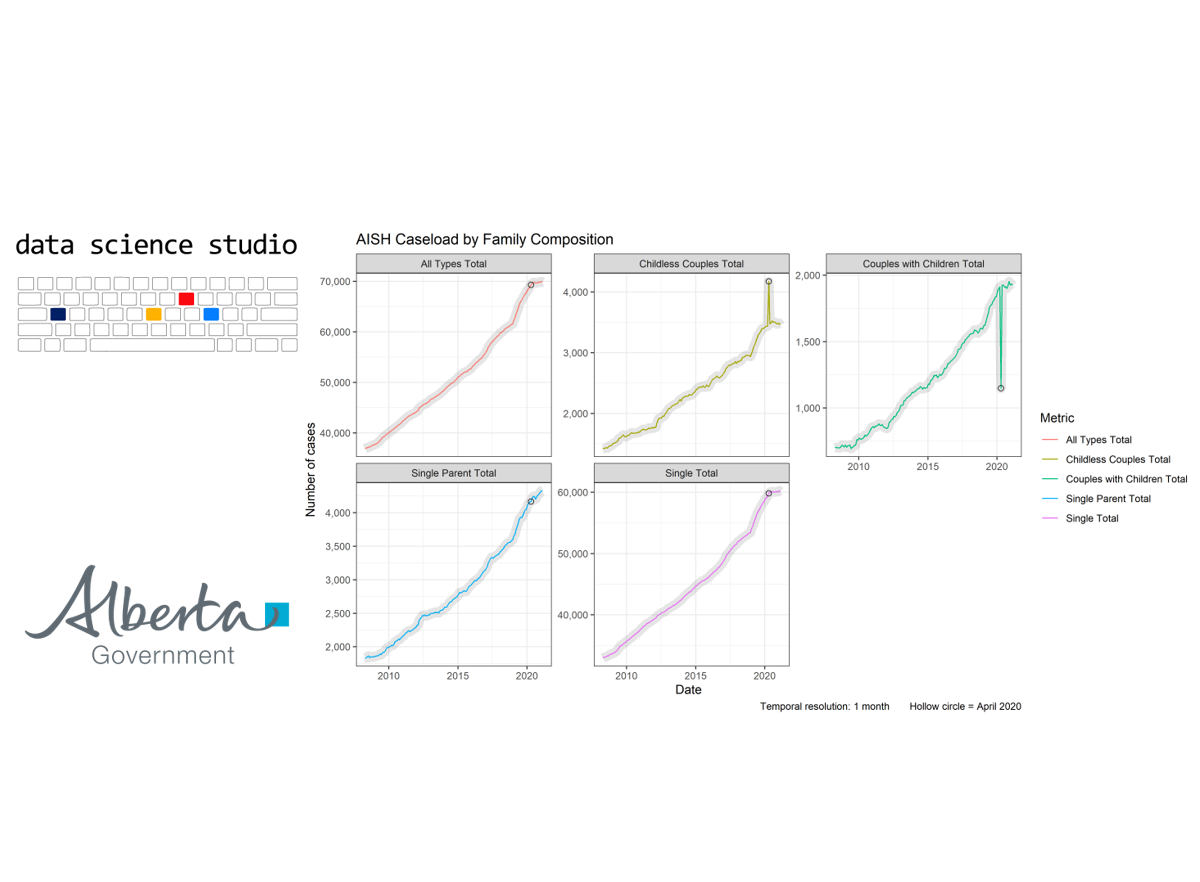 data science studio
Alberta
Government
AISH Caseload by Family Composition
Number of cases
All Types Total
70,000
60,000
50,000
40,000
Childless Couples Total
4,000
3,000
2,000
Couples with Children Total
2,000
1,500
1,000
2010 2015 2020
Single Parent Total
4,000
3,500
3,000
2,500
2,000
2010 2015 2020
Single Total
60,000
50,000
40,000
2010 2015 2020
Date
Metric
All Types Total
Childless Couples Total
Couples with Children Total
Single Parent Total
Single Total
Temporal resolution: 1 month Hollow circle = April 2020